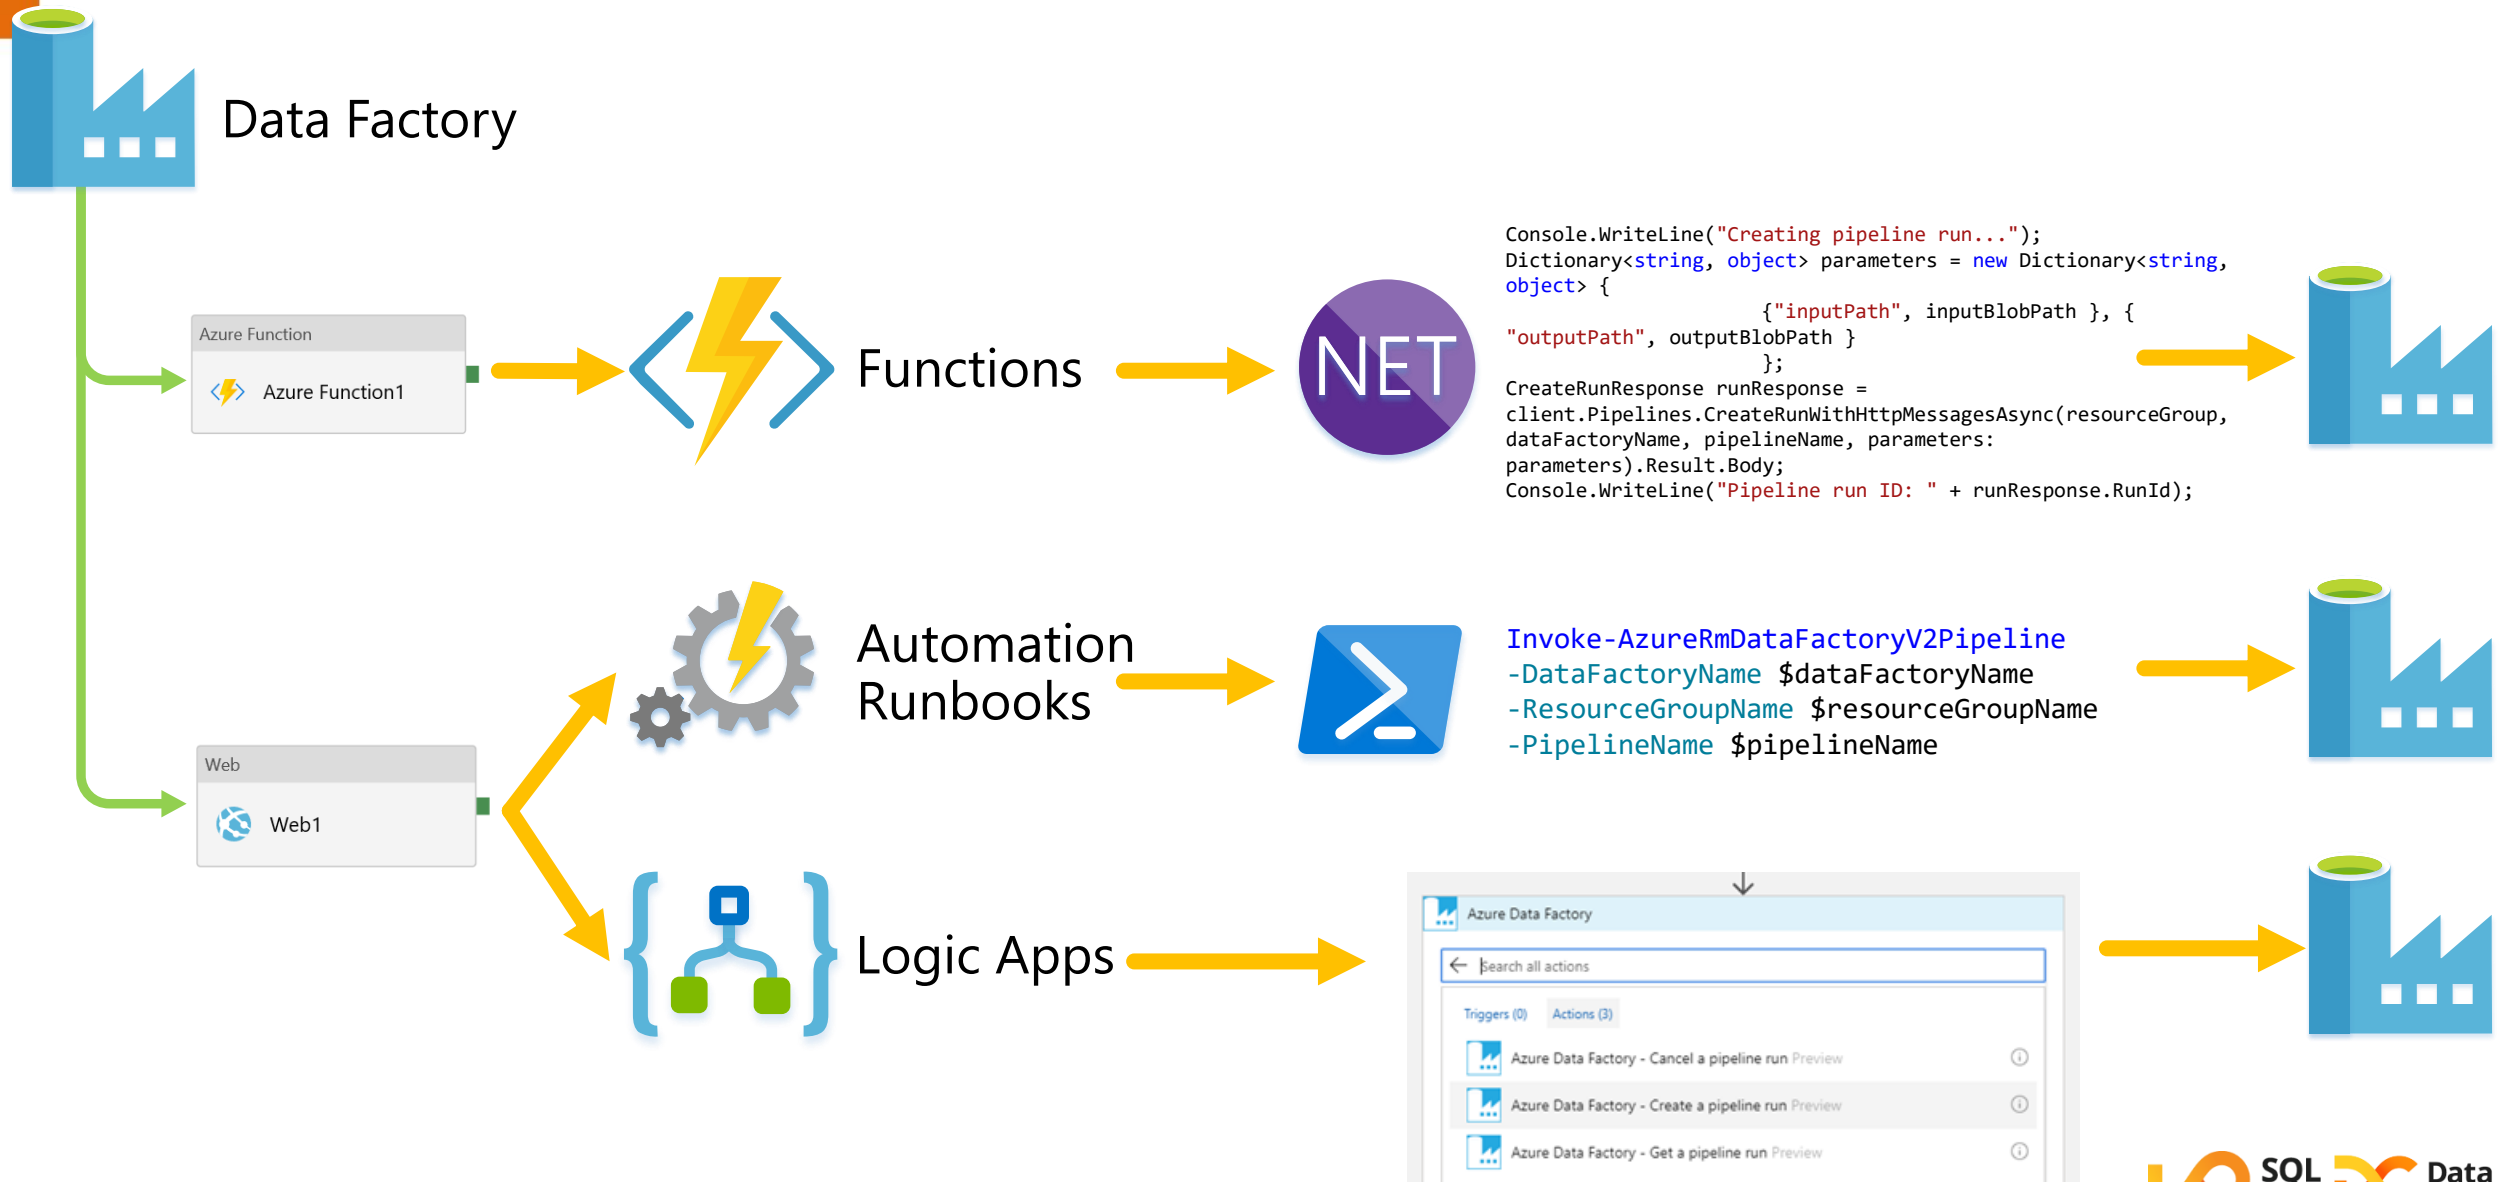 Data Factory
Azure Function
Azure Function1
Functions
NET
Console.WriteLine("Creating pipeline run...");
Dictionary<string, object> parameters = new Dictionary<string,
object> {
{"inputPath", inputBlobPath }, {
"outputPath", outputBlobPath }
};
CreateRunResponse runResponse =
client.Pipelines.CreateRunWithHttpMessagesAsync(resourceGroup,
dataFactoryName, pipelineName, parameters:
parameters).Result.Body;
Console.WriteLine("Pipeline run ID: " + runResponse.RunId);
Automation
Runbooks
Invoke-AzureRmDataFactoryV2Pipeline
-DataFactoryName $dataFactoryName
-ResourceGroupName $resourceGroupName
-PipelineName $pipelineName
Web
Web1
Logic Apps
Azure Data Factory
Search all actions
Triggers (0) Actions (3)
Azure Data Factory - Cancel a pipeline run Preview
Azure Data Factory - Create a pipeline run Preview
Azure Data Factory - Get a pipeline run Preview
SQL
Data